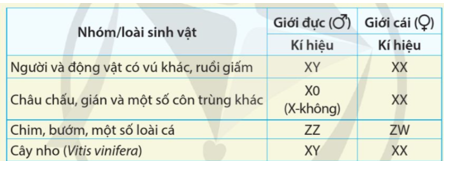 Nhóm/loài sinh vật
Giới đực (♂) Giới cái (♀)
Kí hiệu Kí hiệu
Người và động vật có vú khác, ruồi giấm XY XX
Châu chấu, gián và một số côn trùng khác X0 (X-không) XX
Chim, bướm, một số loài cá ZZ ZW
Cây nho (Vitis vinifera) XY XX